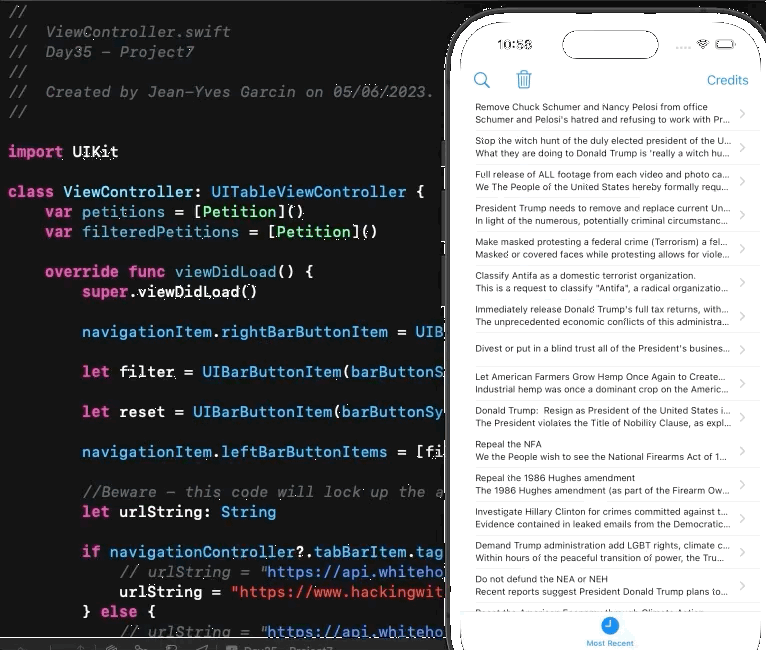 //
//  ViewController.swift
//  Day35 – Project7
//
//  Created by Jean-Yves Garcin on 05/06/2023.
//
import UIKit
class ViewController: UITableViewController {
var petitions = [Petition]()
var filteredPetitions = [Petition]()
override func viewDidLoad() {
super.viewDidLoad()
navigationItem.rightBarButtonItem = UIB
let filter = UIBarButtonItem(barButtonS
let reset = UIBarButtonItem(barButtonSy
navigationItem.leftBarButtonItems = [fi
//Beware – this code will lock up the a
let urlString: String
if navigationController?.tabBarItem.tag
// urlString = "https://api.whiteho
urlString = "https://www.hackingwit
} else {
// urlString = "https://api.whiteho
Day35 – Project7
10:58
Credits
Remove Chuck Schumer and Nancy Pelosi from office
Schumer and Pelosi's hatred and refusing to work with Pr...
Stop the witch hunt of the duly elected president of the U...
What they are doing to Donald Trump is 'really a witch hu...
Full release of ALL footage from each video and photo ca...
We The People of the United States hereby formally requ...
President Trump needs to remove and replace current Un...
In light of the numerous, potentially criminal circumstanc...
Make masked protesting a federal crime (Terrorism) a fel...
Masked or covered faces while protesting allows for viole...
Classify Antifa as a domestic terrorist organization.
This is a request to classify "Antifa", a radical organizatio...
Immediately release Donald Trump's full tax returns, with...
The unprecedented economic conflicts of this administra...
Divest or put in a blind trust all of the President's busines...
Let American Farmers Grow Hemp Once Again to Create...
Industrial hemp was once a dominant crop on the Americ...
Donald Trump:  Resign as President of the United States i...
The President violates the Title of Nobility Clause, as expl...
Repeal the NFA
We the People wish to see the National Firearms Act of 1...
Repeal the 1986 Hughes amendment
The 1986 Hughes amendment (as part of the Firearm Ow...
Investigate Hillary Clinton for crimes committed against t...
Evidence contained in leaked emails from the Democratic...
Demand Trump administration add LGBT rights, climate c...
Within hours of the peaceful transition of power, the Tru...
Do not defund the NEA or NEH
Recent reports suggest President Donald Trump plans to...
Most Recent